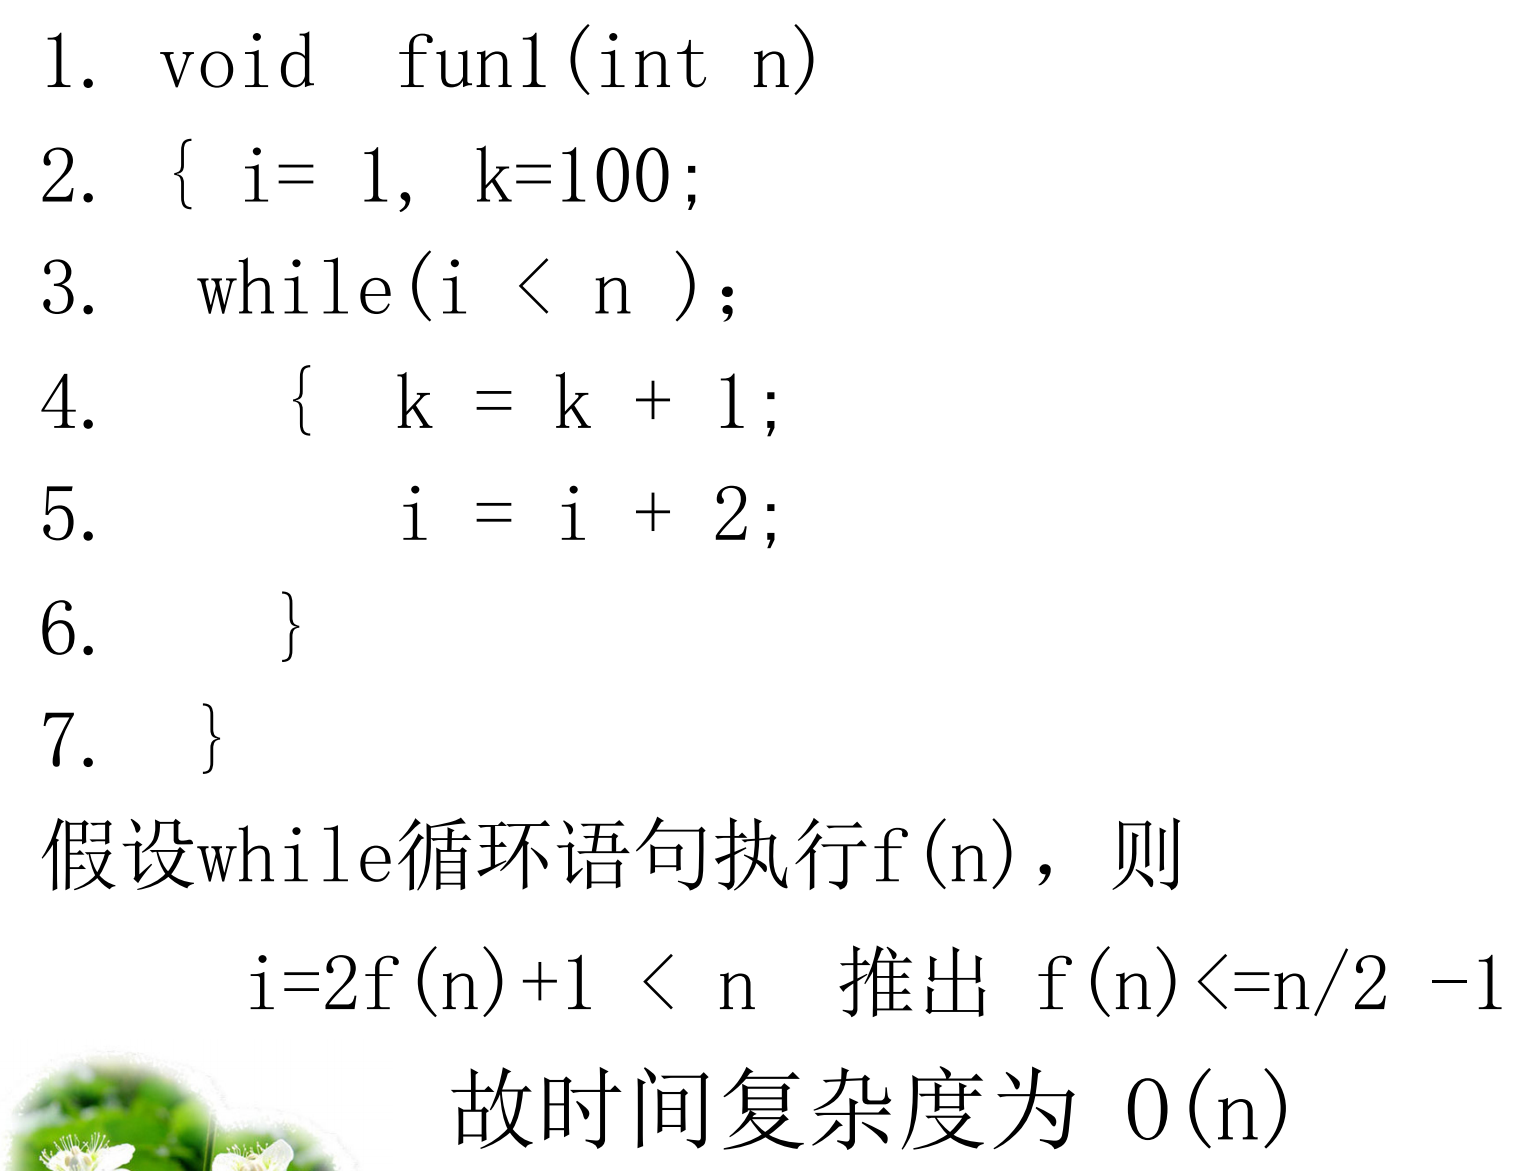 1. void  fun1(int n)
2. { i= 1, k=100;
3.  while(i < n )；
4.    { k = k + 1;
5.      i = i + 2;
6.    }
7.  }
假设while循环语句执行f(n)，则
i=2f(n)+1 < n  推出 f(n)<=n/2 -1
故时间复杂度为 O(n)